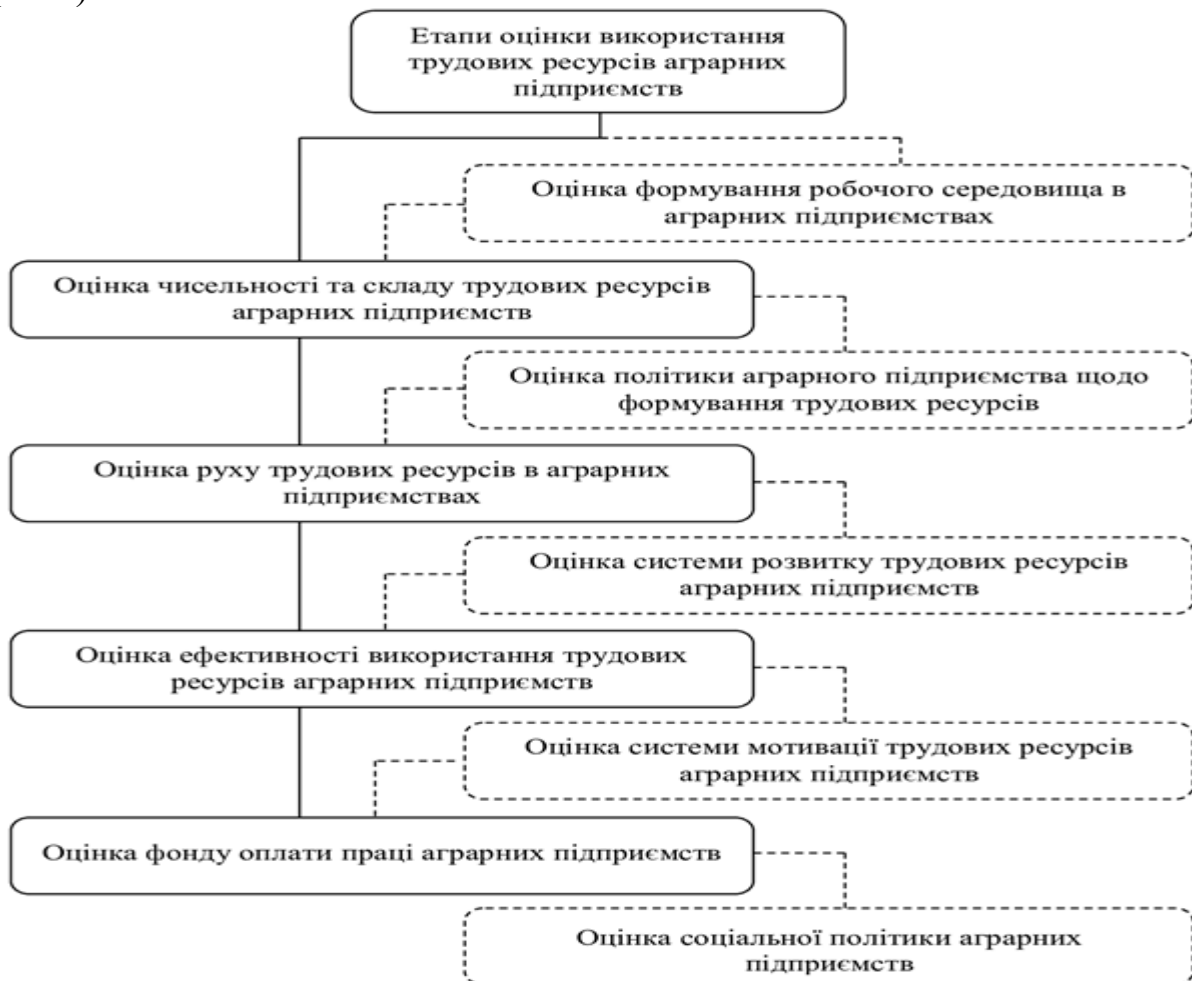 Етапи оцінки використання
трудових ресурсів аграрних
підприємств
Оцінка формування робочого середовища в
аграрних підприємствах
Оцінка чисельності та складу трудових ресурсів
аграрних підприємств
Оцінка політики аграрного підприємства щодо
формування трудових ресурсів
Оцінка руху трудових ресурсів в аграрних
підприємствах
Оцінка системи розвитку трудових ресурсів
аграрних підприємств
Оцінка ефективності використання трудових
ресурсів аграрних підприємств
Оцінка системи мотивації трудових ресурсів
аграрних підприємств
Оцінка фонду оплати праці аграрних підприємств
Оцінка соціальної політики аграрних
підприємств